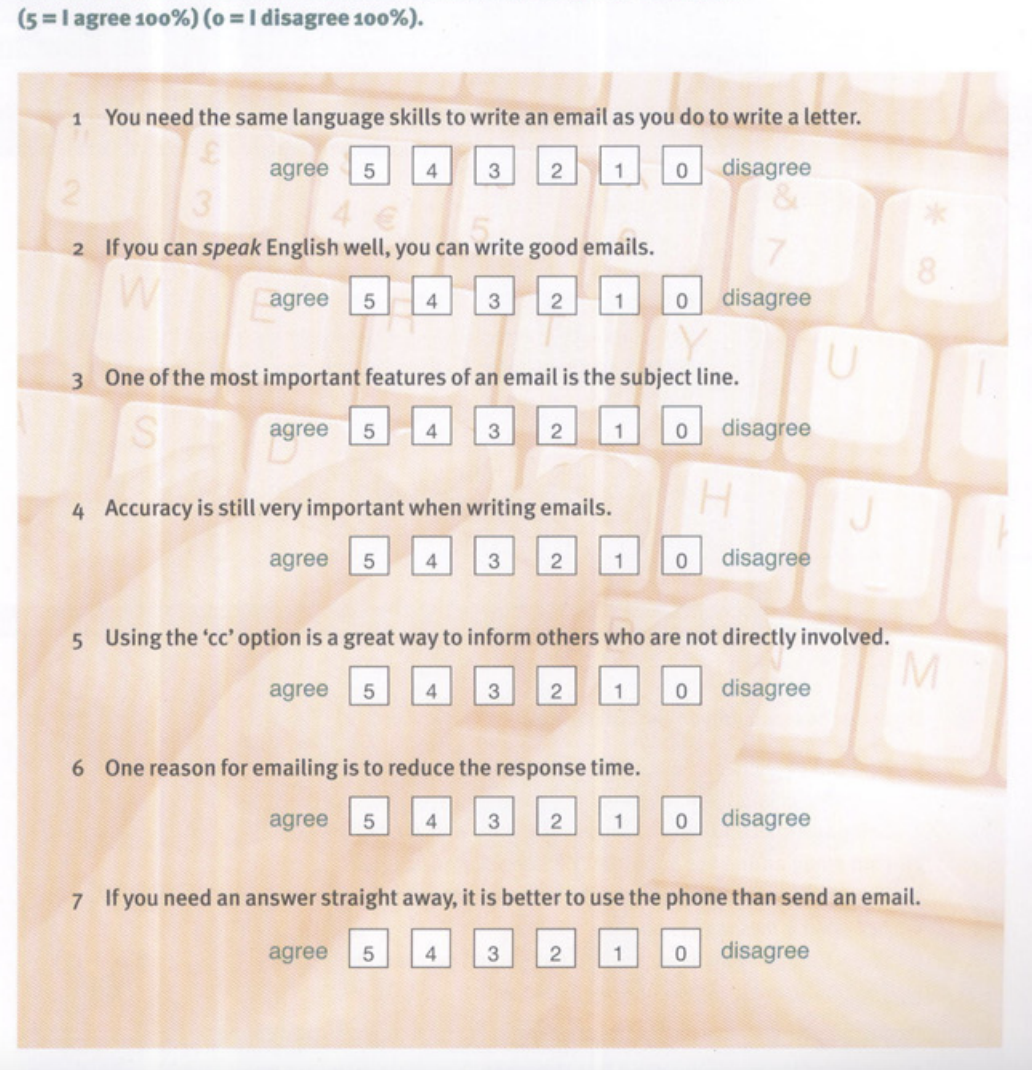 (5 = I agree 100%) (0 = I disagree 100%).
1 You need the same language skills to write an email as you do to write a letter.
agree 5 4 3 2 1 0 disagree
2 If you can speak English well, you can write good emails.
agree 5 4 3 2 1 0 disagree
3 One of the most important features of an email is the subject line.
agree 5 4 3 2 1 0 disagree
4 Accuracy is still very important when writing emails.
agree 5 4 3 2 1 0 disagree
5 Using the ‘cc’ option is a great way to inform others who are not directly involved.
agree 5 4 3 2 1 0 disagree
6 One reason for emailing is to reduce the response time.
agree 5 4 3 2 1 0 disagree
7 If you need an answer straight away, it is better to use the phone than send an email.
agree 5 4 3 2 1 0 disagree